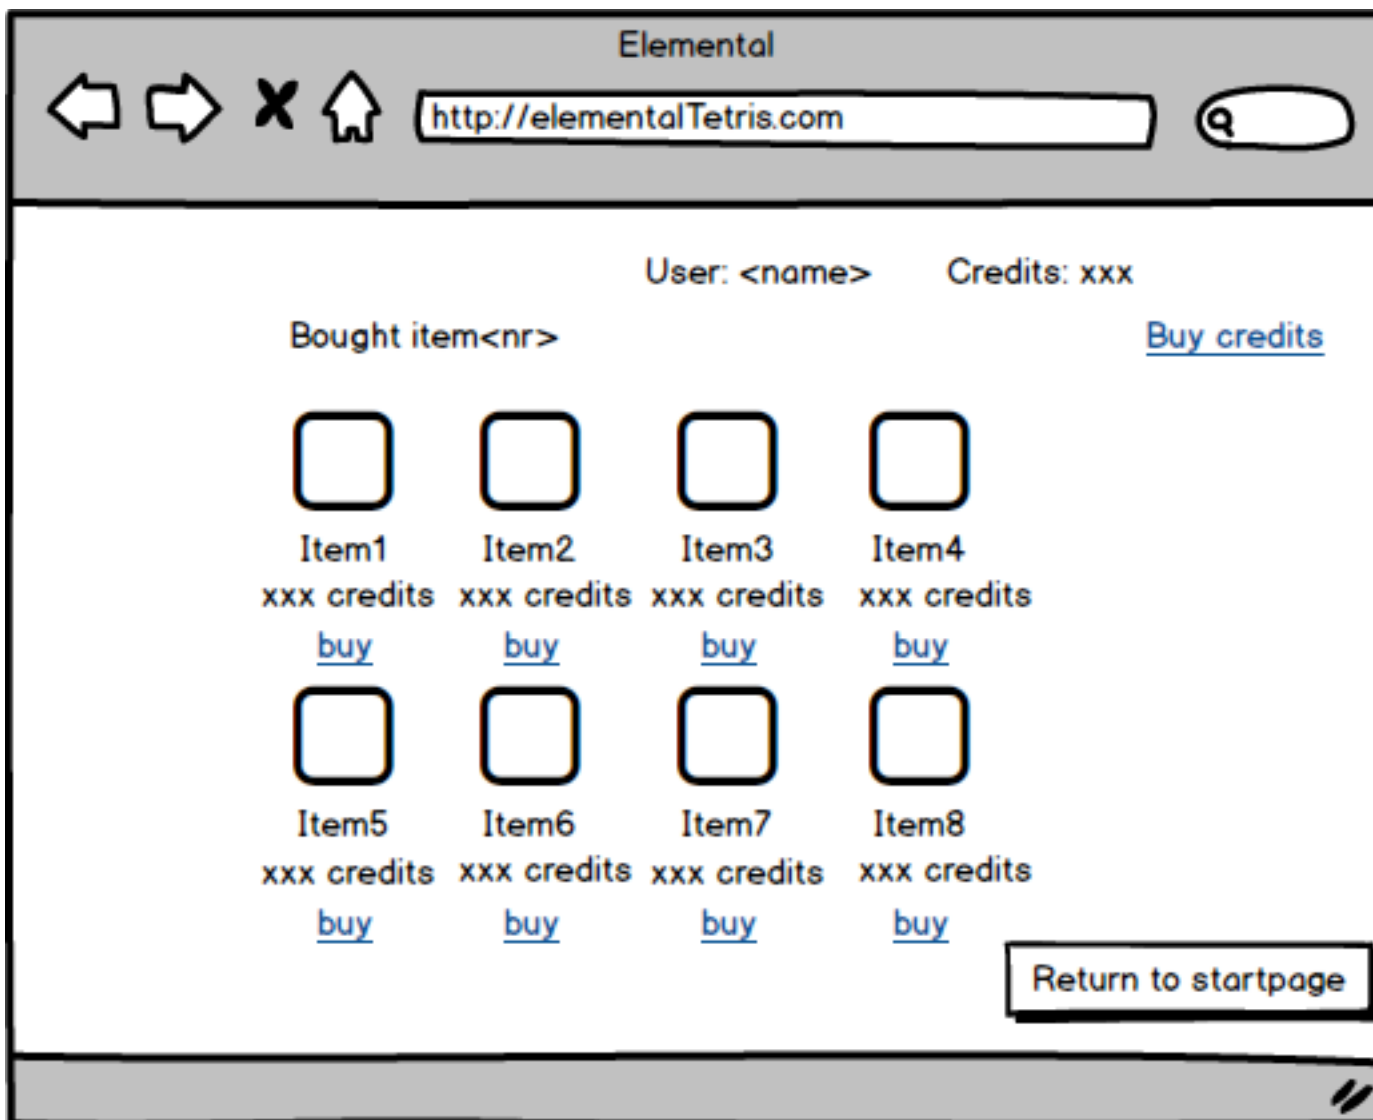 Elemental
http://elementalTetris.com
User: <name> Credits: xxx
Bought item<nr> Buy credits
Item1 Item2 Item3 Item4
xxx credits xxx credits xxx credits xxx credits
buy buy buy buy
Item5 Item6 Item7 Item8
xxx credits xxx credits xxx credits xxx credits
buy buy buy buy
Return to startpage